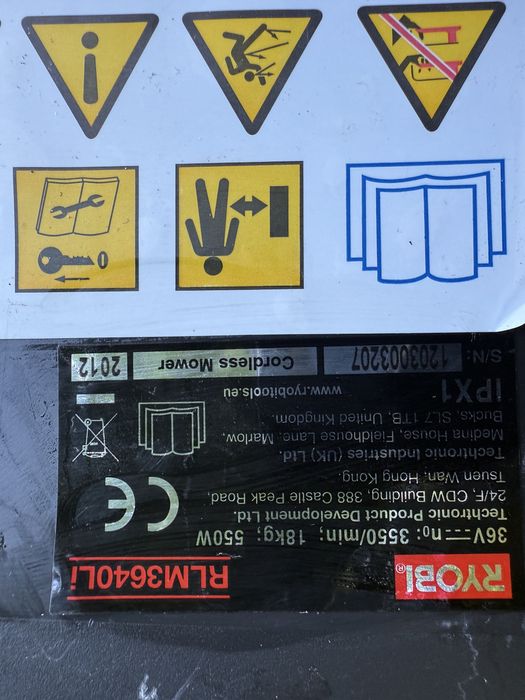 RYOBI®
RLM3640Li
36V⎓; n₀: 3550/min; 18kg; 550W
Techtronic Product Development Ltd.
24/F, CDW Building, 388 Castle Peak Road,
Tsuen Wan, Hong Kong.
Techtronic Industries (UK) Ltd.
Medina House, Fieldhouse Lane, Marlow,
Bucks, SL7 1TB, United Kingdom.
CE
IPX1
www.ryobitools.eu
S/N: 1203003207
Cordless Mower
2012